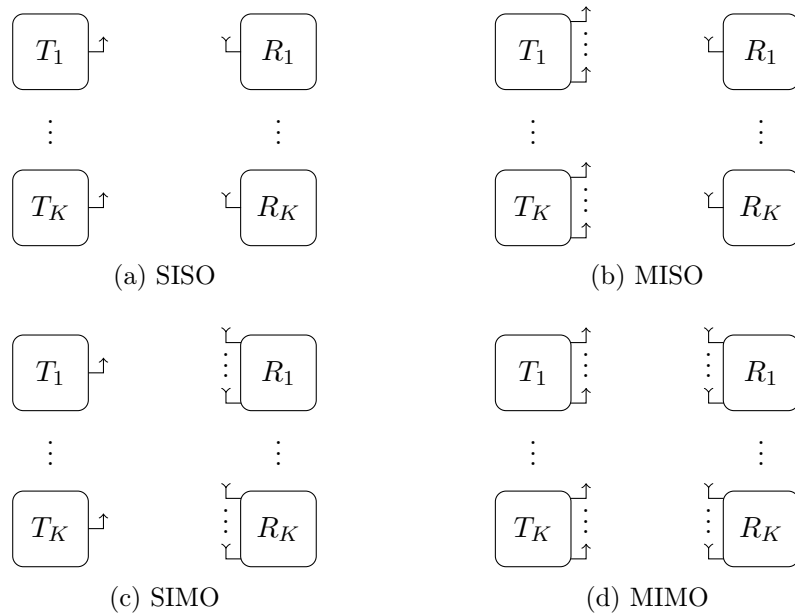 T1 R1 T1 R1
⋮ ⋮ ⋮ ⋮
TK RK TK RK
(a) SISO (b) MISO
T1 R1 T1 R1
⋮ ⋮ ⋮ ⋮
TK RK TK RK
(c) SIMO (d) MIMO